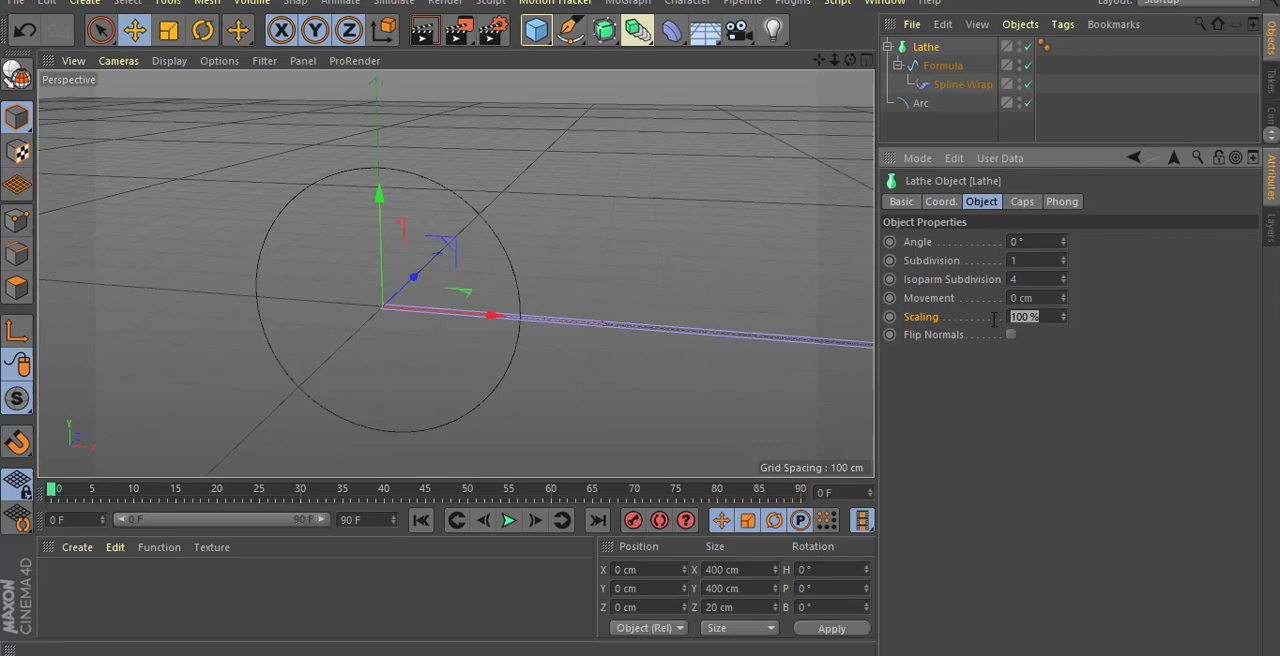 Create Select Tools Mesh Volume Snap Animate Simulate Render Sculpt Motion Tracker MoGraph Character Pipeline Plugins Script Window Layout: Startup
View Cameras Display Options Filter Panel ProRender
File Edit View Objects Tags Bookmarks
Perspective
Lathe
Formula
Spline Wrap
Arc
Objects
Takes
Attributes
Layers
Mode Edit User Data
Lathe Object [Lathe]
Basic Coord. Object Caps Phong
Object Properties
Angle 0 °
Subdivision 1
Isoparm Subdivision 4
Movement 0 cm
Scaling 100 %
Flip Normals
Y
Z
X
Grid Spacing : 100 cm
0 5 10 15 20 25 30 35 40 45 50 55 60 65 70 75 80 85 90 0 F
0 F 0 F 90 F 90 F
Create Edit Function Texture
Position Size Rotation
X 0 cm X 400 cm H 0 °
Y 0 cm Y 400 cm P 0 °
Z 0 cm Z 20 cm B 0 °
Object (Rel) Size Apply
MAXON
CINEMA 4D